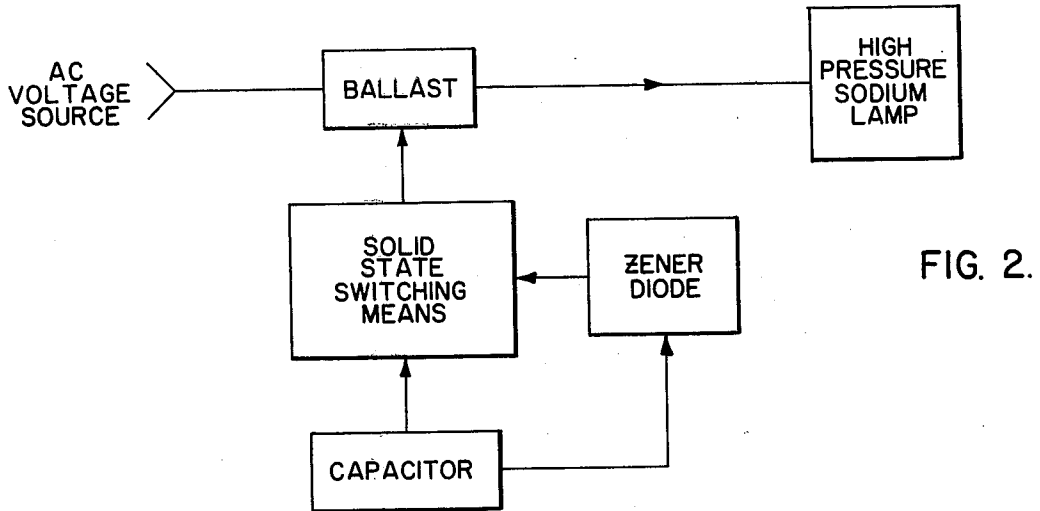 AC
VOLTAGE
SOURCE
BALLAST
HIGH
PRESSURE
SODIUM
LAMP
SOLID
STATE
SWITCHING
MEANS
ZENER
DIODE
FIG. 2.
CAPACITOR